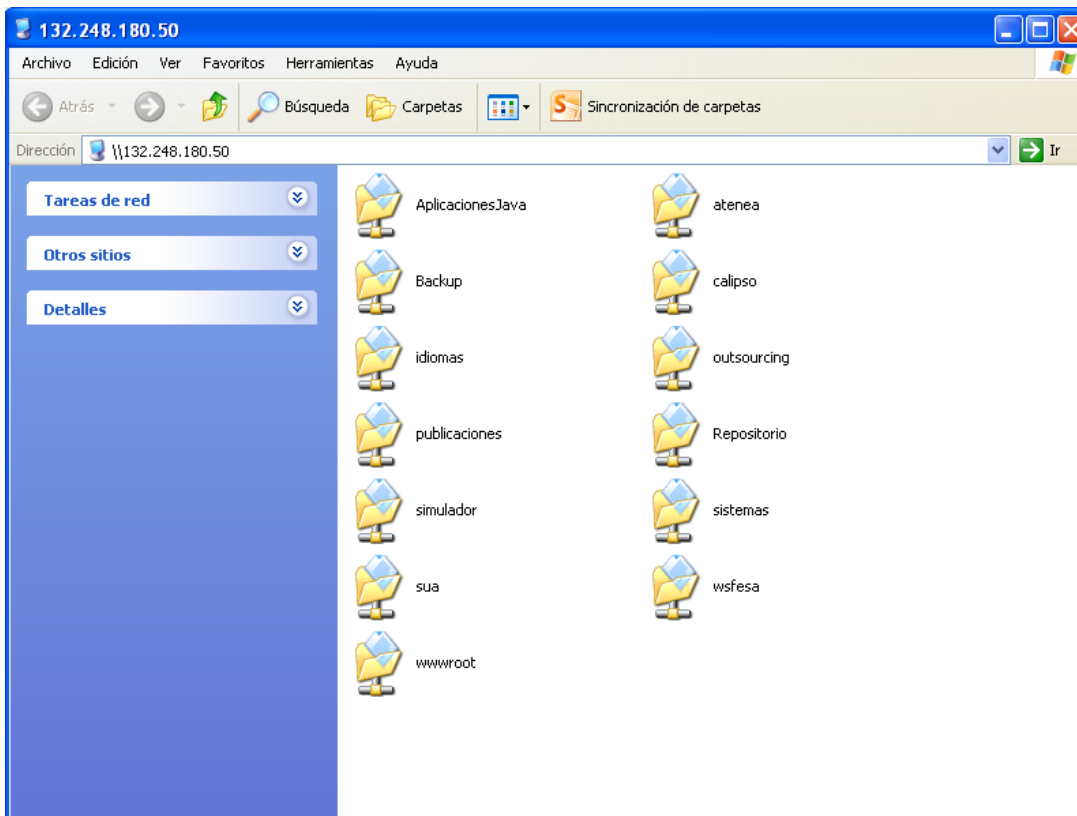 132.248.180.50
Archivo Edición Ver Favoritos Herramientas Ayuda
Atrás Búsqueda Carpetas Sincronización de carpetas
Dirección \\132.248.180.50 Ir
Tareas de red
Otros sitios
Detalles
AplicacionesJava atenea
Backup calipso
idiomas outsourcing
publicaciones Repositorio
simulador sistemas
sua wsfesa
wwwroot